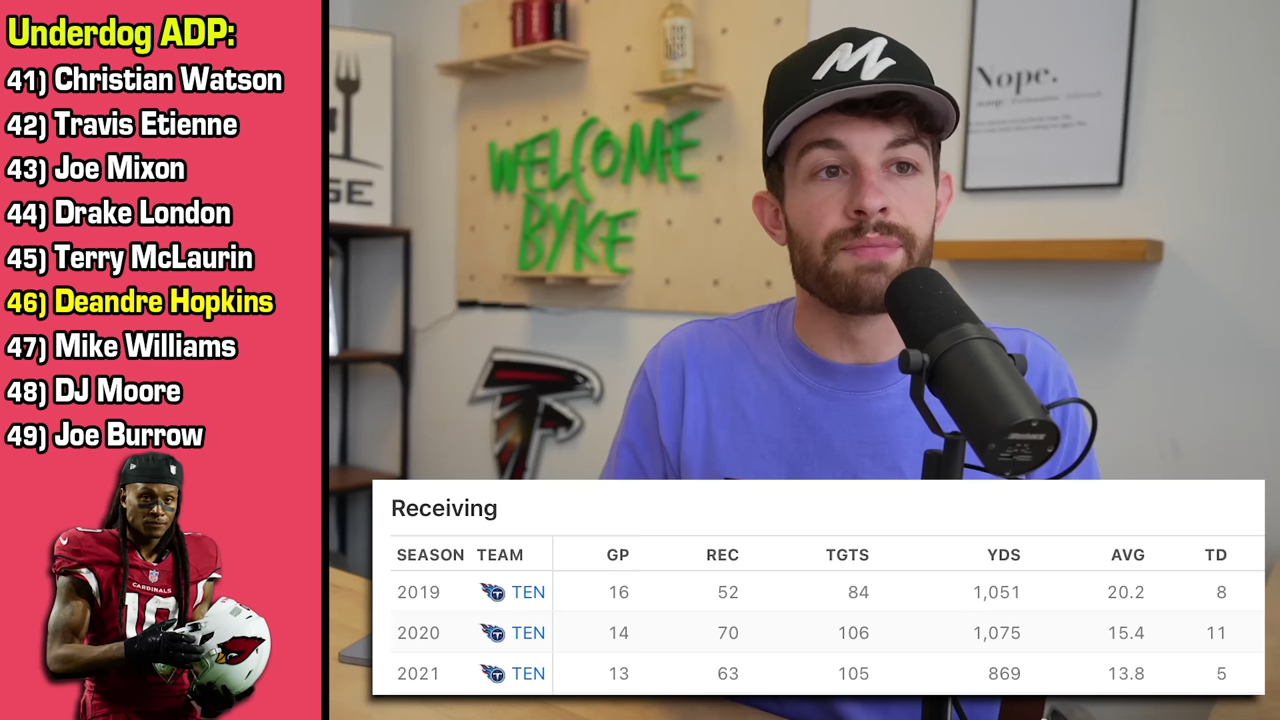 Underdog ADP:
41) Christian Watson
42) Travis Etienne
43) Joe Mixon
44) Drake London
45) Terry McLaurin
46) Deandre Hopkins
47) Mike Williams
48) DJ Moore
49) Joe Burrow
CARDINALS
10
SE
WELCOME
BYKE
M
Nope.
Receiving
SEASON TEAM GP REC TGTS YDS AVG TD
2019 TEN 16 52 84 1,051 20.2 8
2020 TEN 14 70 106 1,075 15.4 11
2021 TEN 13 63 105 869 13.8 5